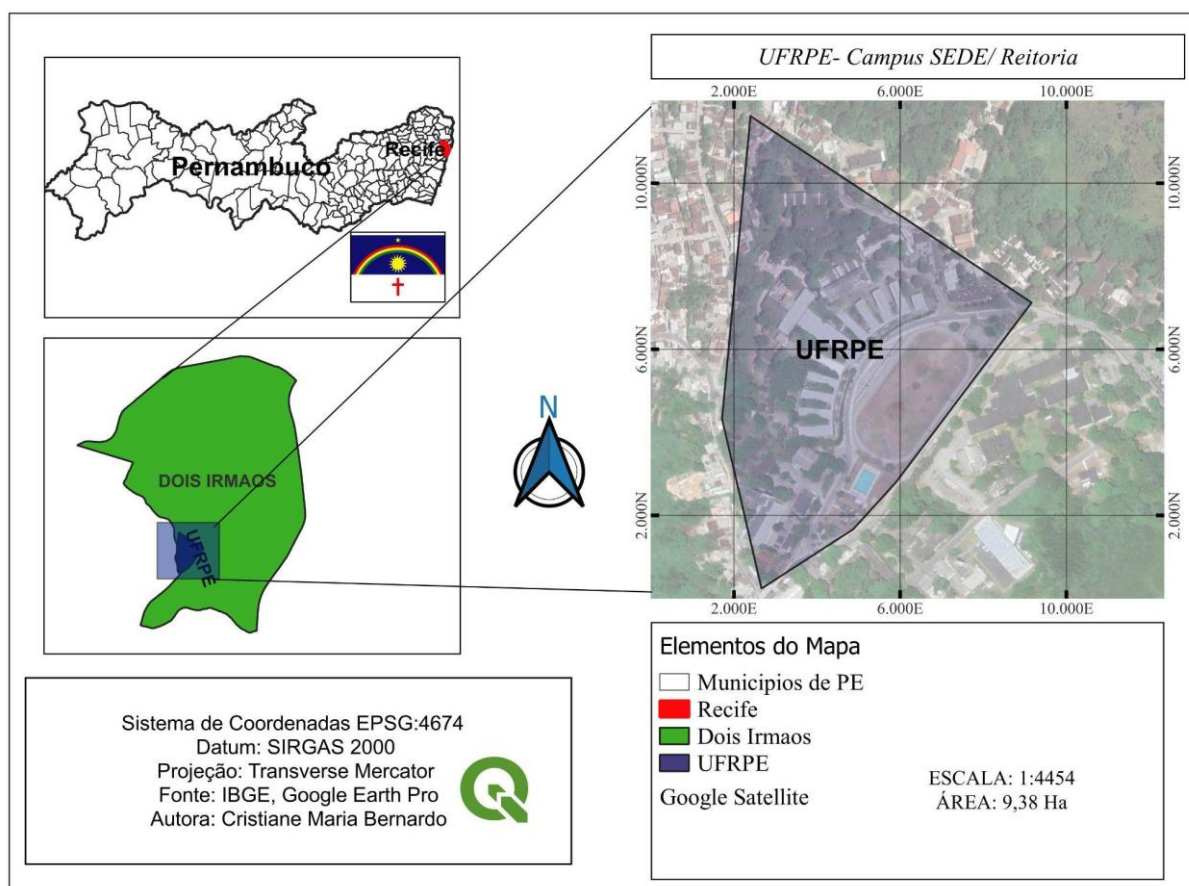 UFRPE- Campus SEDE/ Reitoria
Pernambuco
Recife
DOIS IRMAOS
UFRPE
N
2.000E 6.000E 10.000E
10.000N 10.000N
6.000N 6.000N
2.000N 2.000N
UFRPE
2.000E 6.000E 10.000E
Elementos do Mapa
Municipios de PE
Recife
Dois Irmaos
UFRPE
Google Satellite
ESCALA: 1:4454
ÁREA: 9,38 Ha
Sistema de Coordenadas EPSG:4674
Datum: SIRGAS 2000
Projeção: Transverse Mercator
Fonte: IBGE, Google Earth Pro
Autora: Cristiane Maria Bernardo